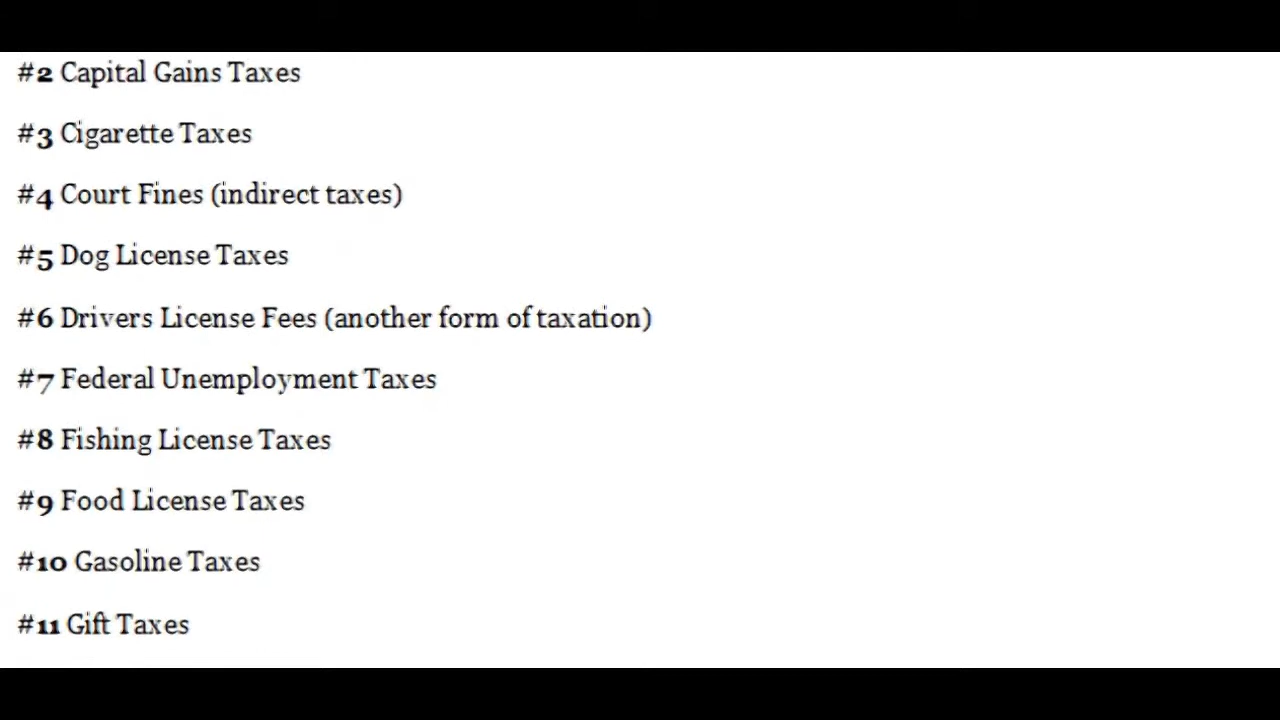 #2 Capital Gains Taxes
#3 Cigarette Taxes
#4 Court Fines (indirect taxes)
#5 Dog License Taxes
#6 Drivers License Fees (another form of taxation)
#7 Federal Unemployment Taxes
#8 Fishing License Taxes
#9 Food License Taxes
#10 Gasoline Taxes
#11 Gift Taxes